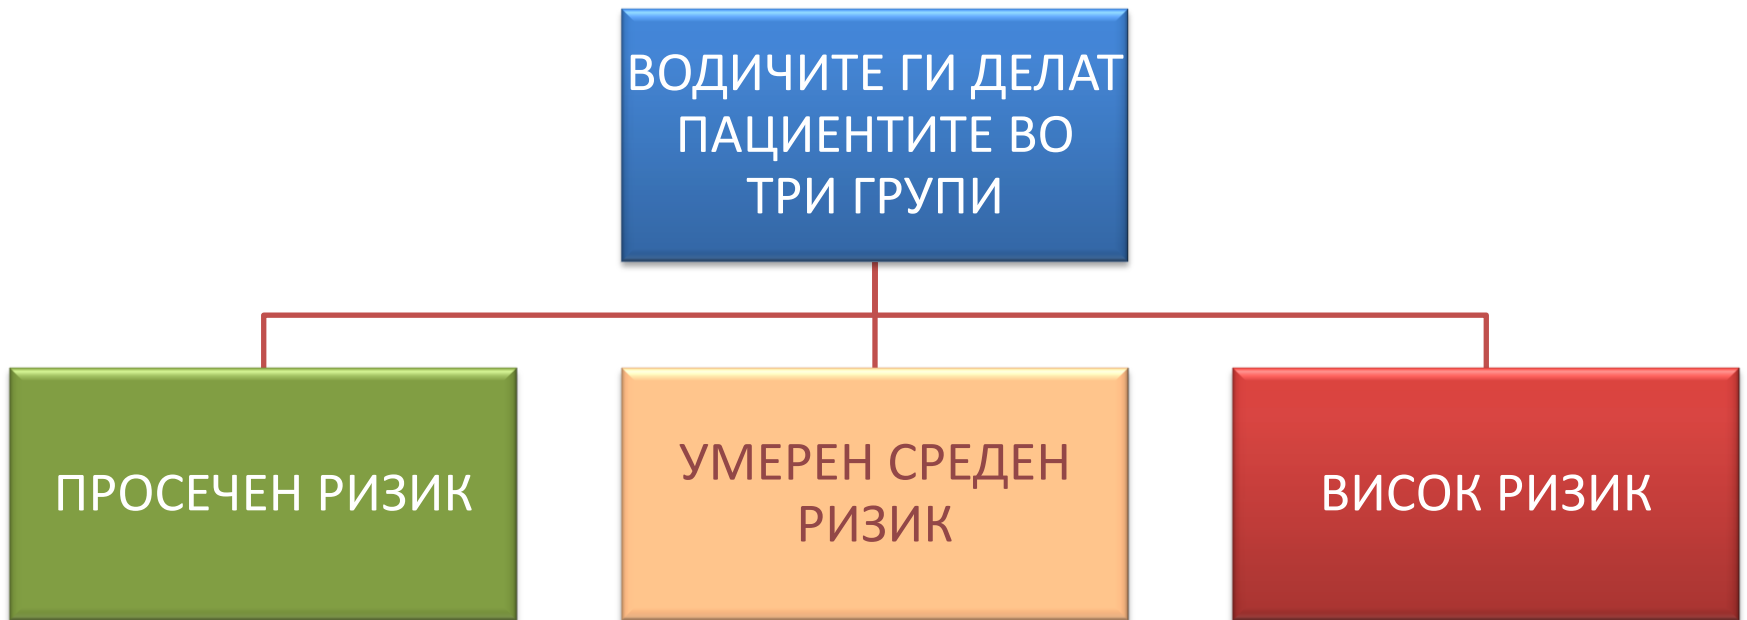 ВОДИЧИТЕ ГИ ДЕЛАТ
ПАЦИЕНТИТЕ ВО
ТРИ ГРУПИ
ПРОСЕЧЕН РИЗИК
УМЕРЕН СРЕДЕН
РИЗИК
ВИСОК РИЗИК